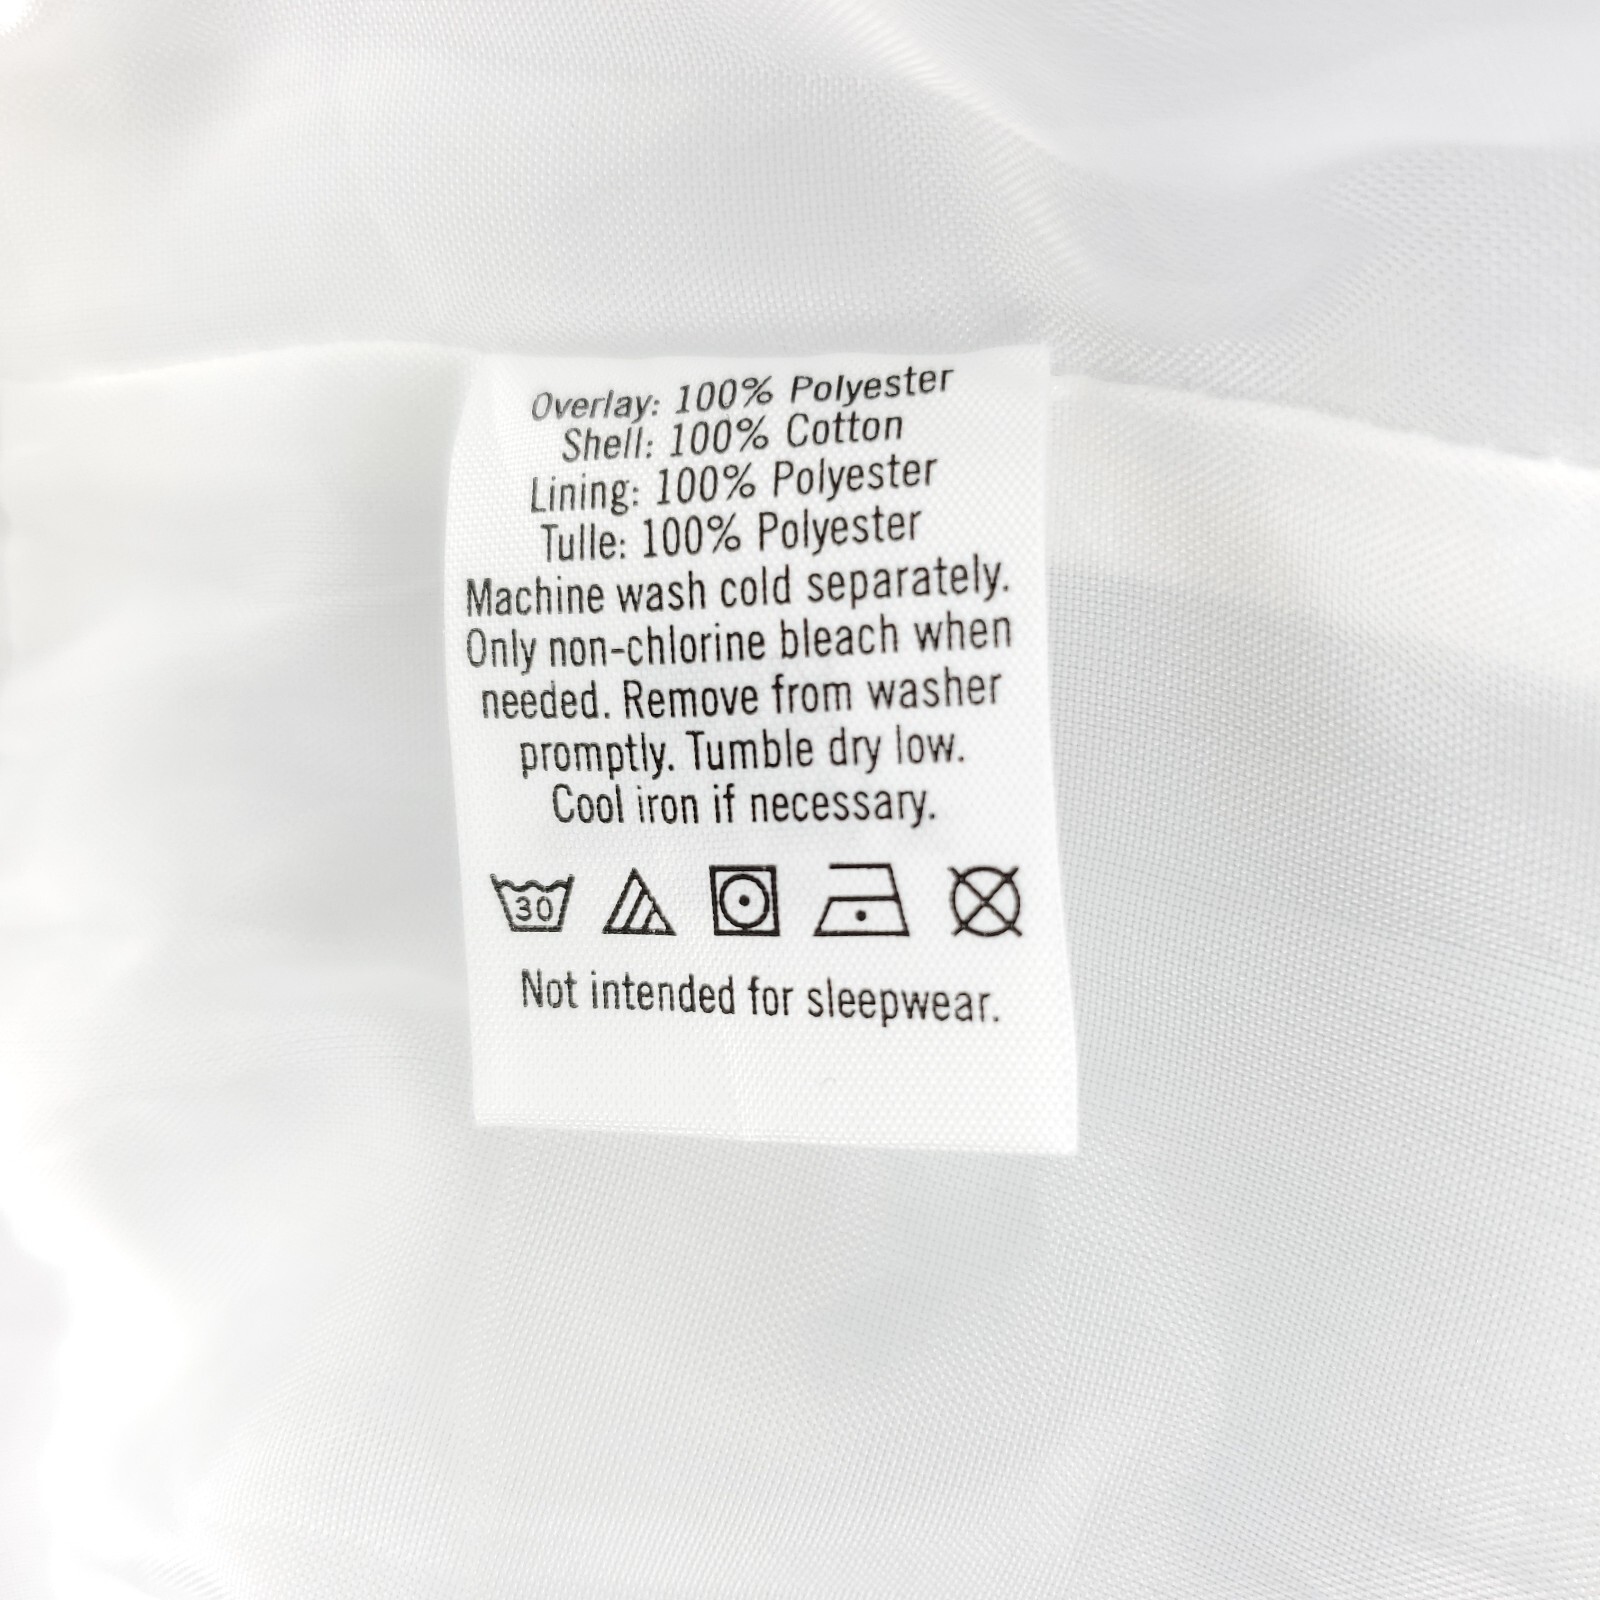 Overlay: 100% Polyester
Shell: 100% Cotton
Lining: 100% Polyester
Tulle: 100% Polyester
Machine wash cold separately.
Only non-chlorine bleach when
needed. Remove from washer
promptly. Tumble dry low.
Cool iron if necessary.
30
Not intended for sleepwear.